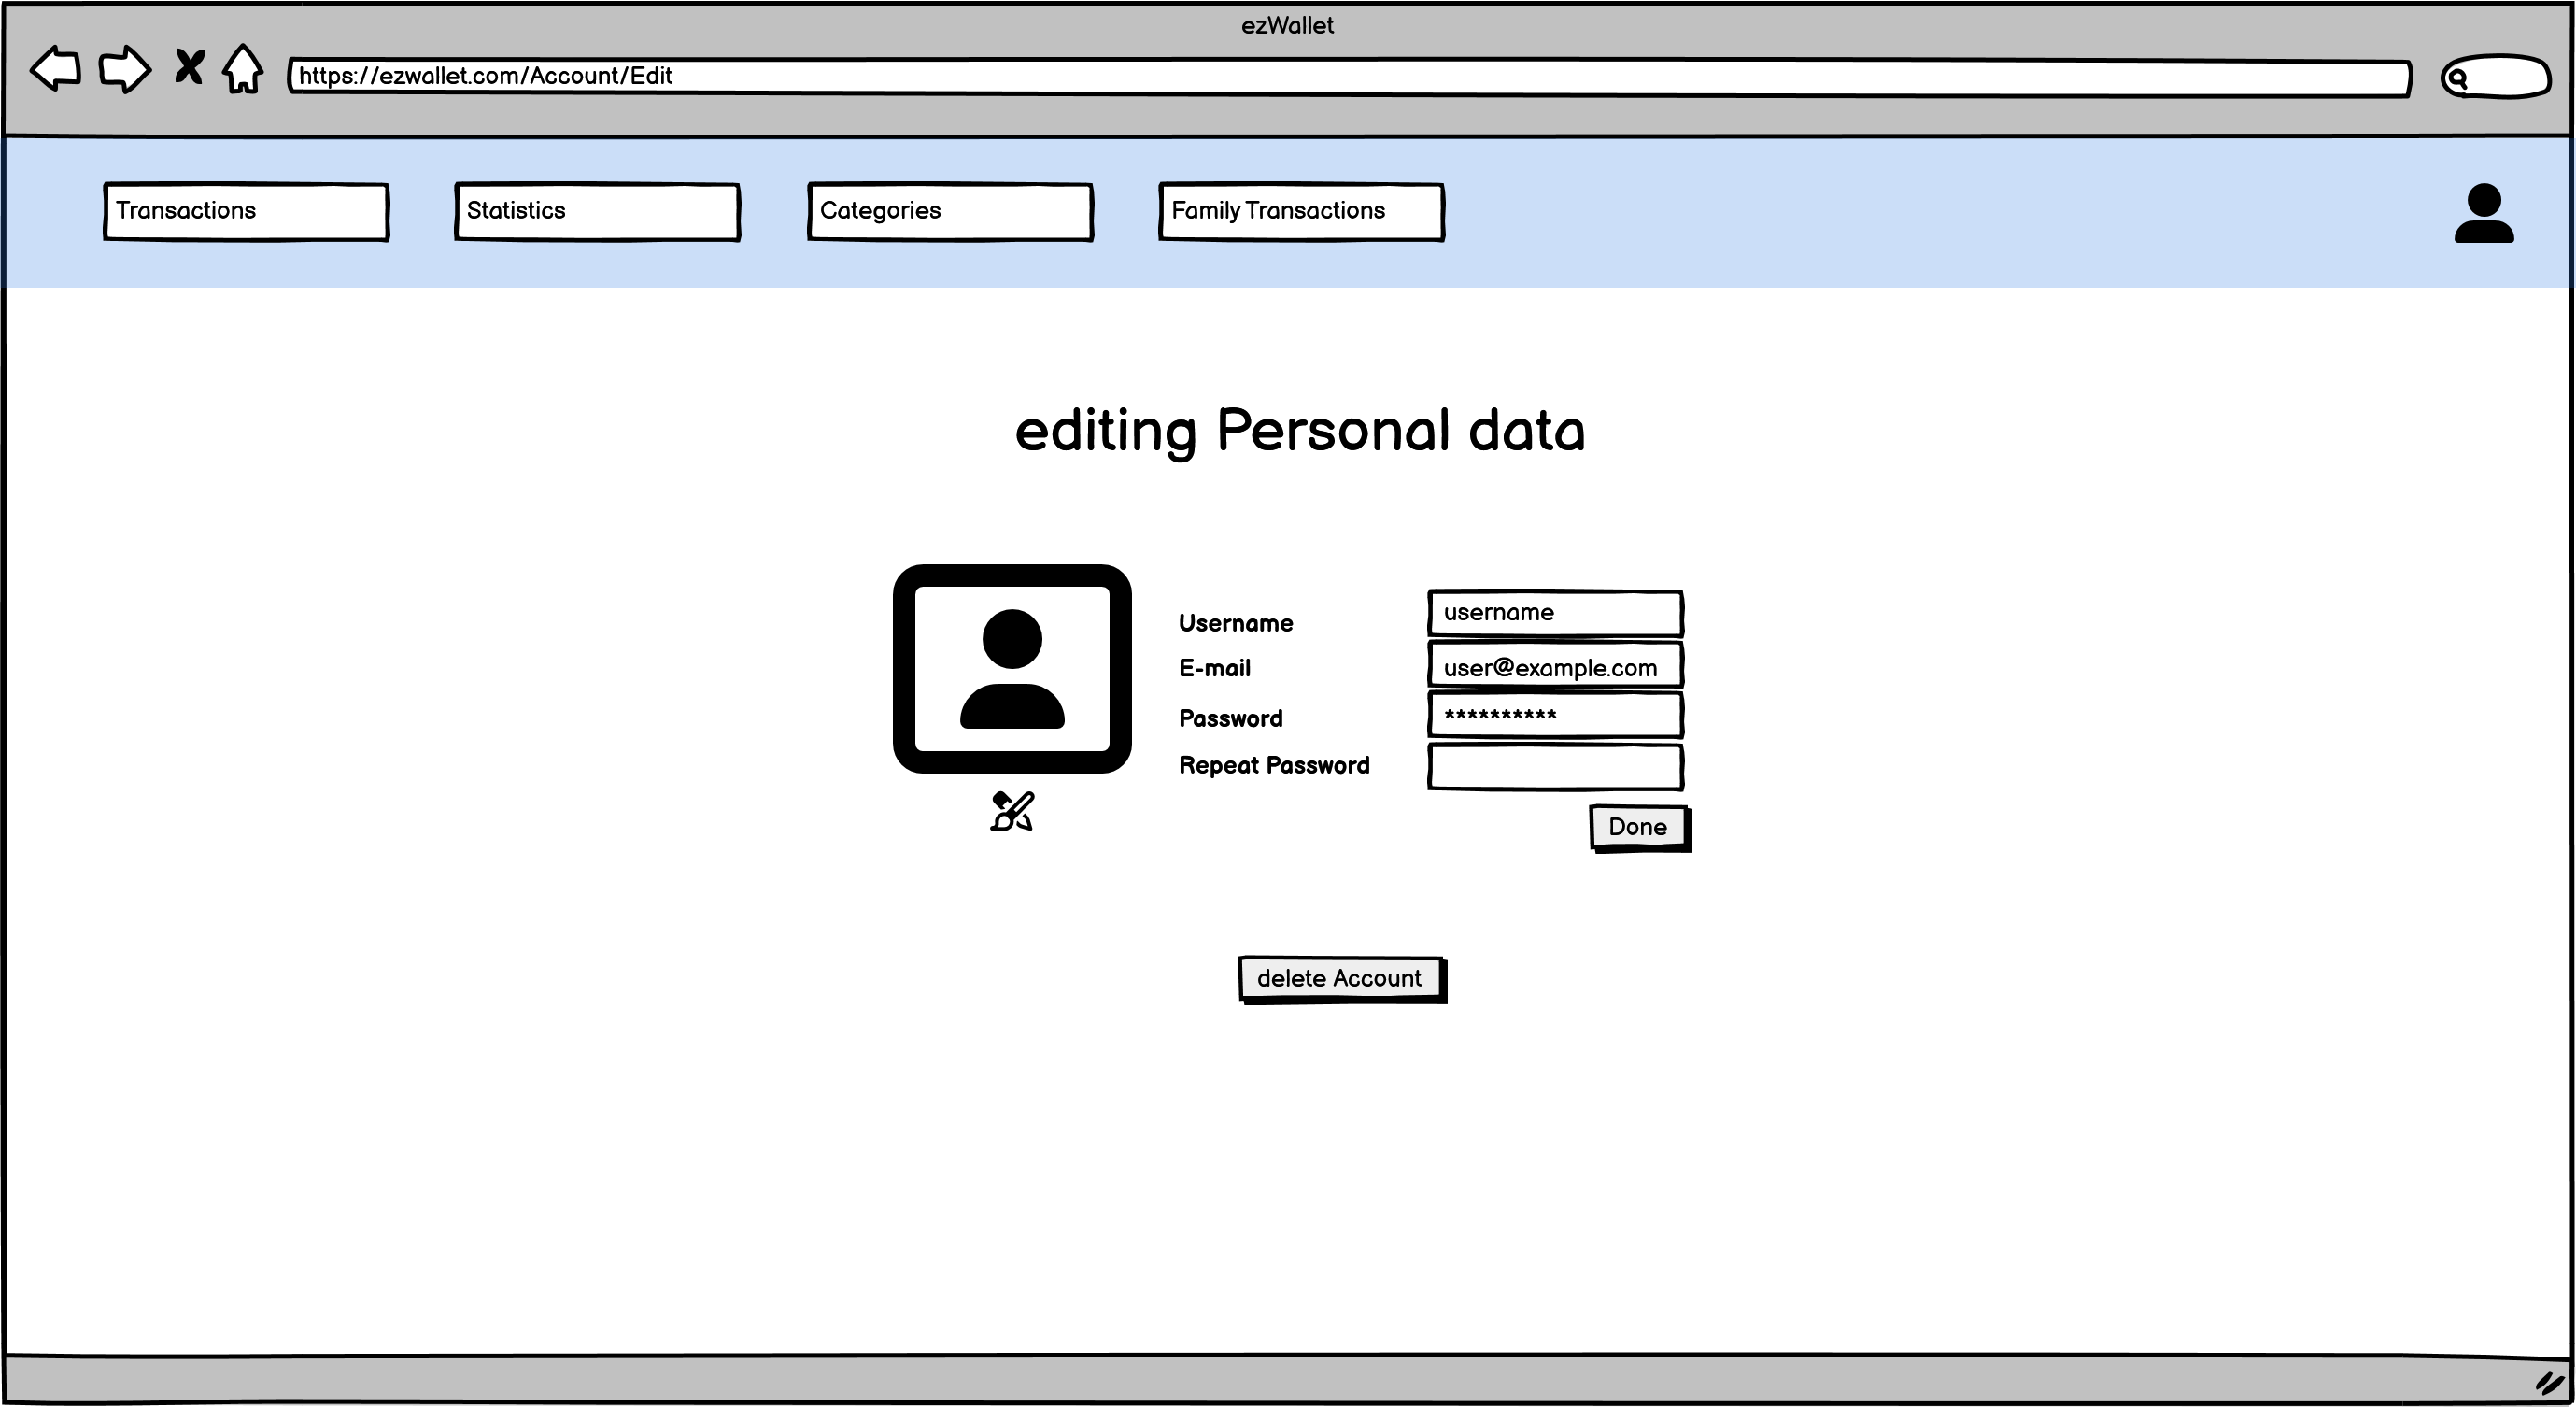 ezWallet
https://ezwallet.com/Account/Edit
Transactions
Statistics
Categories
Family Transactions
editing Personal data
Username
username
E-mail
user@example.com
Password
**********
Repeat Password
Done
delete Account